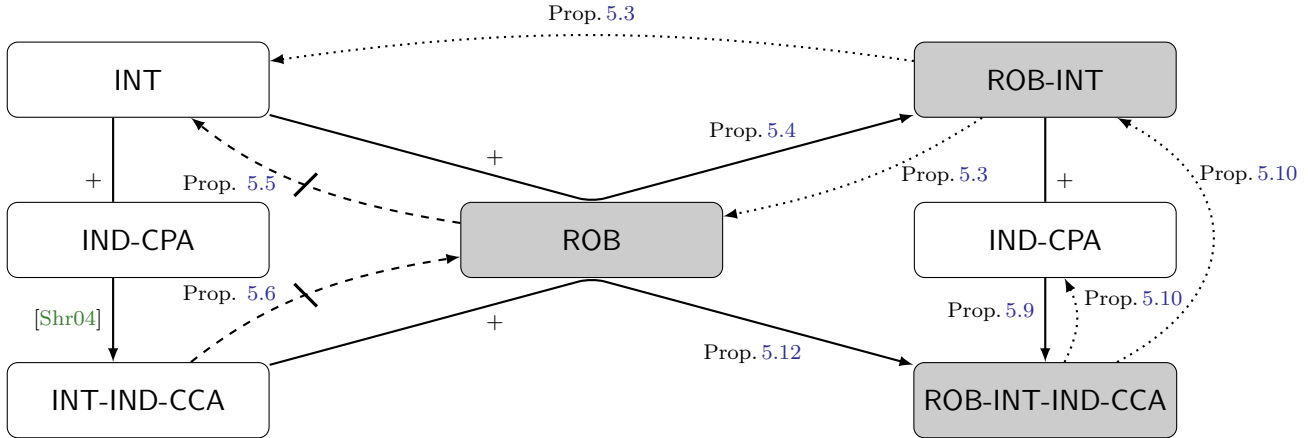 Prop. 5.3
INT
ROB-INT
+
Prop. 5.4
+
Prop. 5.5
Prop. 5.3
+
Prop. 5.10
IND-CPA
ROB
IND-CPA
[Shr04]
Prop. 5.6
+
Prop. 5.9
Prop. 5.10
Prop. 5.12
INT-IND-CCA
ROB-INT-IND-CCA